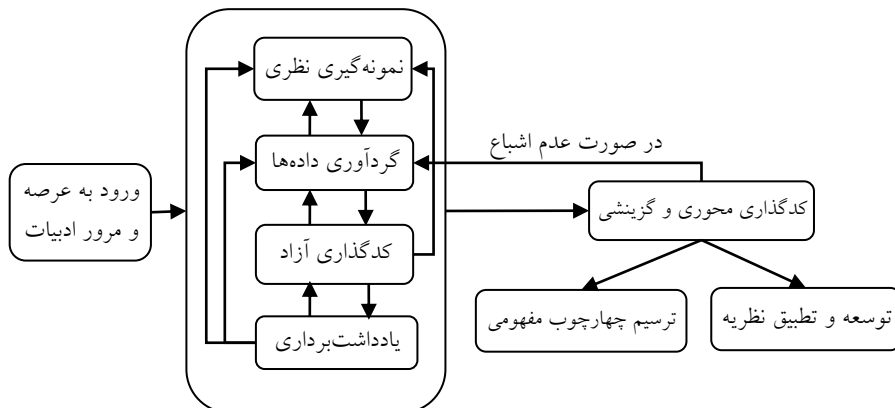 نمونه‌گیری نظری
گردآوری داده‌ها
کدگذاری آزاد
یادداشت‌برداری
ورود به عرصه
و مرور ادبیات
در صورت عدم اشباع
کدگذاری محوری و گزینشی
توسعه و تطبیق نظریه
ترسیم چهارچوب مفهومی